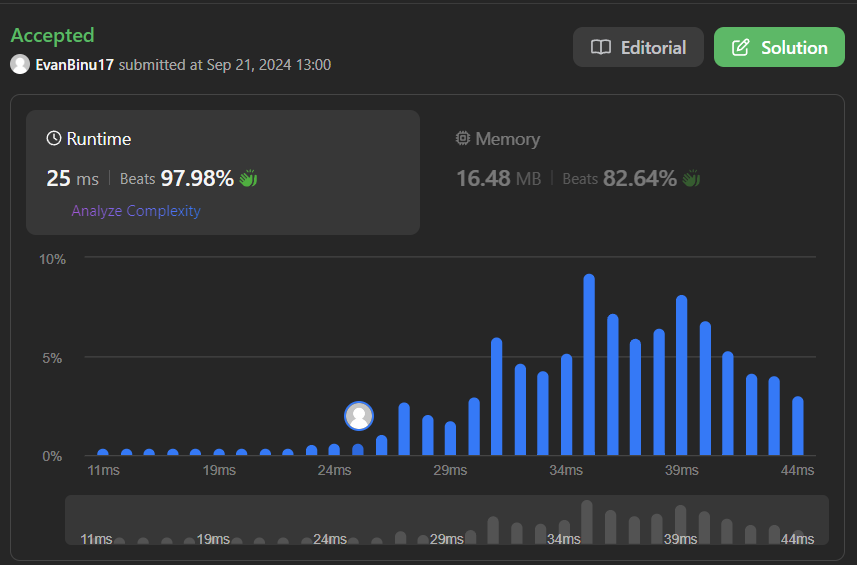 Accepted
EvanBinu17 submitted at Sep 21, 2024 13:00
Editorial
Solution
Runtime
25 ms | Beats 97.98%
Analyze Complexity
Memory
16.48 MB | Beats 82.64%
10%
5%
0%
11ms 19ms 24ms 29ms 34ms 39ms 44ms
11ms 19ms 24ms 29ms 34ms 39ms 44ms